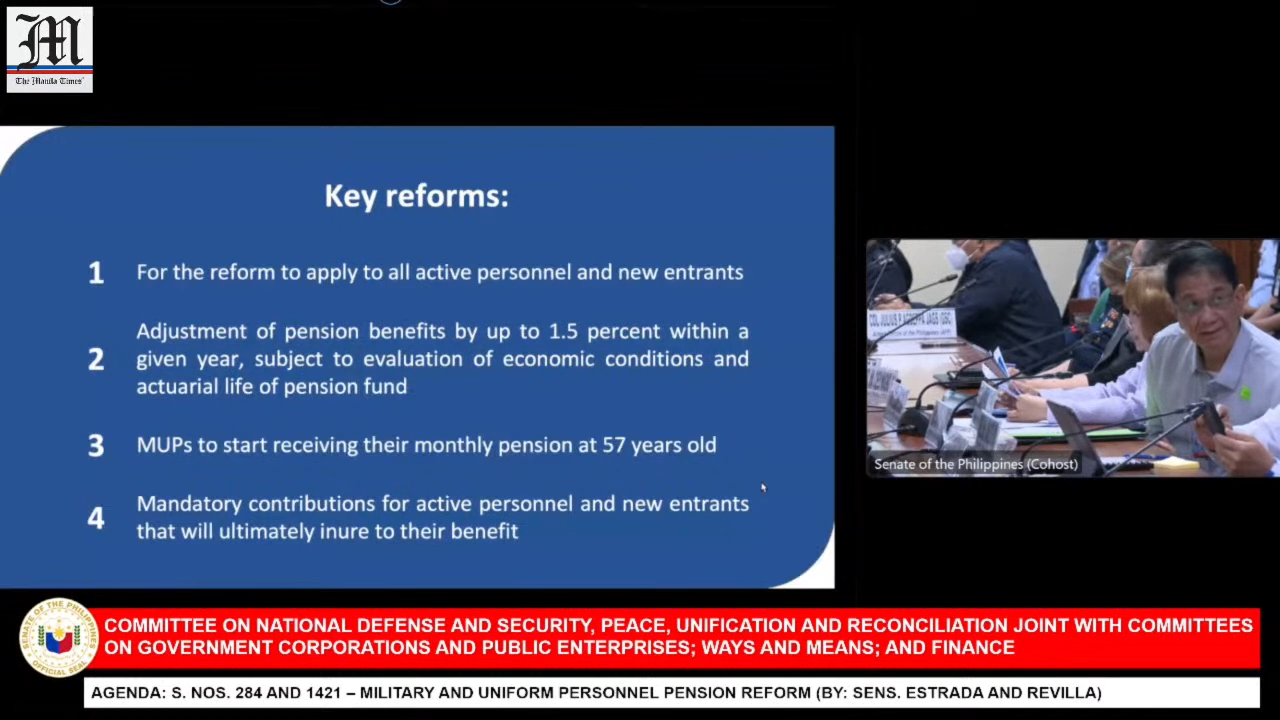 M
The Manila Times
Key reforms:
1 For the reform to apply to all active personnel and new entrants
2 Adjustment of pension benefits by up to 1.5 percent within a
given year, subject to evaluation of economic conditions and
actuarial life of pension fund
3 MUPs to start receiving their monthly pension at 57 years old
4 Mandatory contributions for active personnel and new entrants
that will ultimately inure to their benefit
Senate of the Philippines (Cohost)
SENATE OF THE PHILIPPINES
OFFICIAL SEAL
COMMITTEE ON NATIONAL DEFENSE AND SECURITY, PEACE, UNIFICATION AND RECONCILIATION JOINT WITH COMMITTEES
ON GOVERNMENT CORPORATIONS AND PUBLIC ENTERPRISES; WAYS AND MEANS; AND FINANCE
AGENDA: S. NOS. 284 AND 1421 – MILITARY AND UNIFORM PERSONNEL PENSION REFORM (BY: SENS. ESTRADA AND REVILLA)